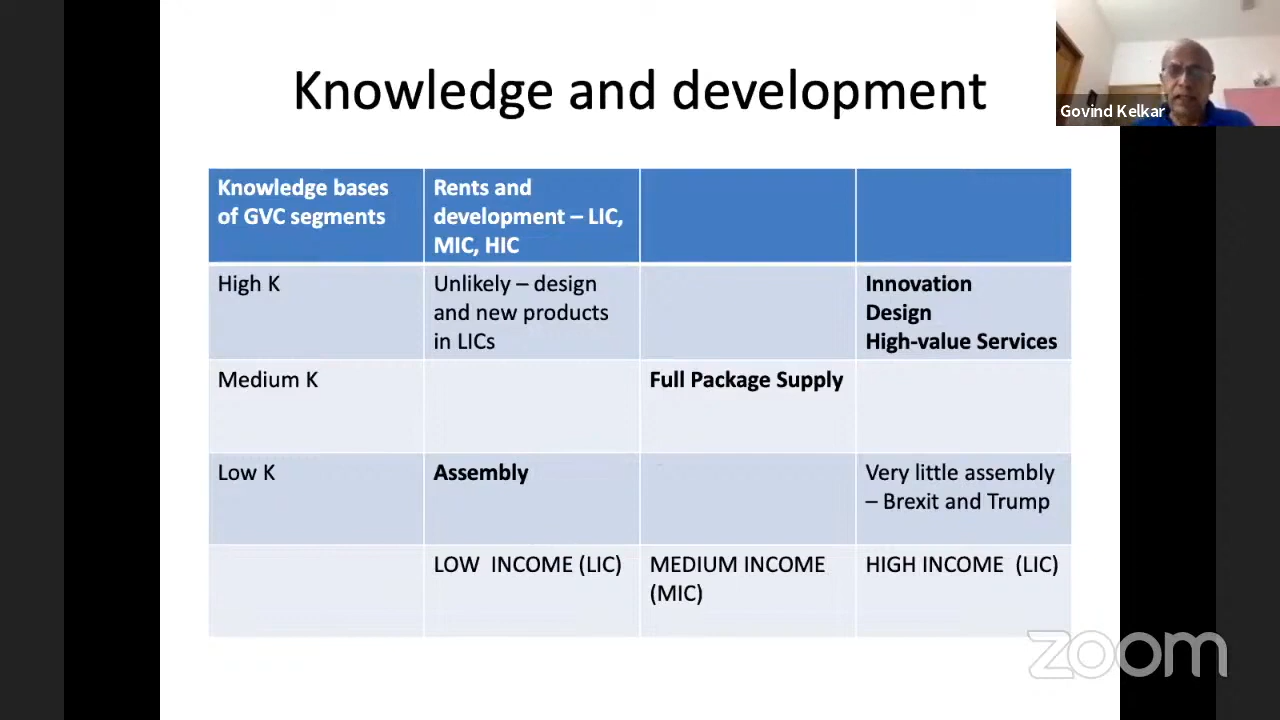 Knowledge and development
Govind Kelkar
Knowledge bases
of GVC segments
Rents and
development – LIC,
MIC, HIC
High K
Unlikely – design
and new products
in LICs
Innovation
Design
High-value Services
Medium K
Full Package Supply
Low K
Assembly
Very little assembly
– Brexit and Trump
LOW INCOME (LIC)
MEDIUM INCOME
(MIC)
HIGH INCOME (LIC)
zoom